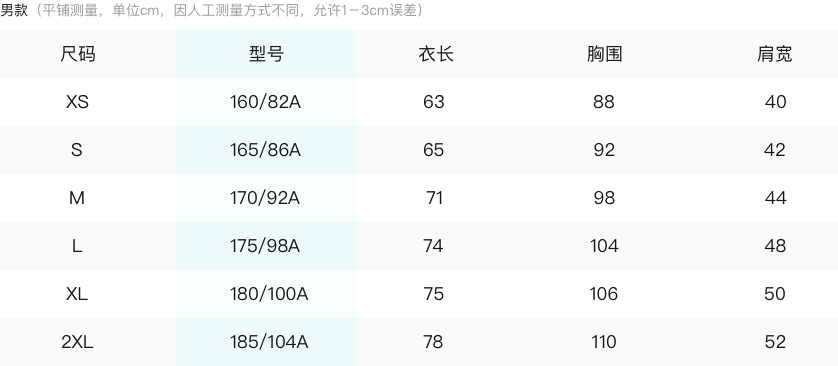 男款（平铺测量，单位cm，因人工测量方式不同，允许1-3cm误差）
尺码 型号 衣长 胸围 肩宽
XS 160/82A 63 88 40
S 165/86A 65 92 42
M 170/92A 71 98 44
L 175/98A 74 104 48
XL 180/100A 75 106 50
2XL 185/104A 78 110 52